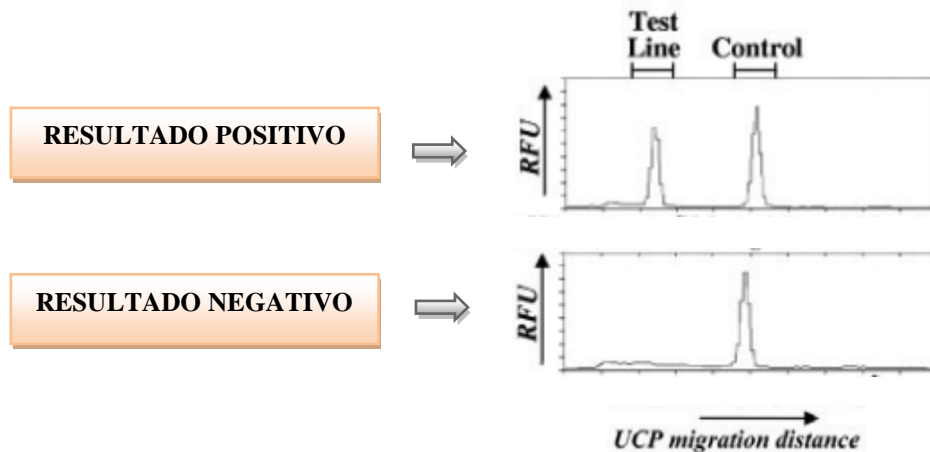 Test
Line Control
RESULTADO POSITIVO
RFU
RESULTADO NEGATIVO
RFU
UCP migration distance